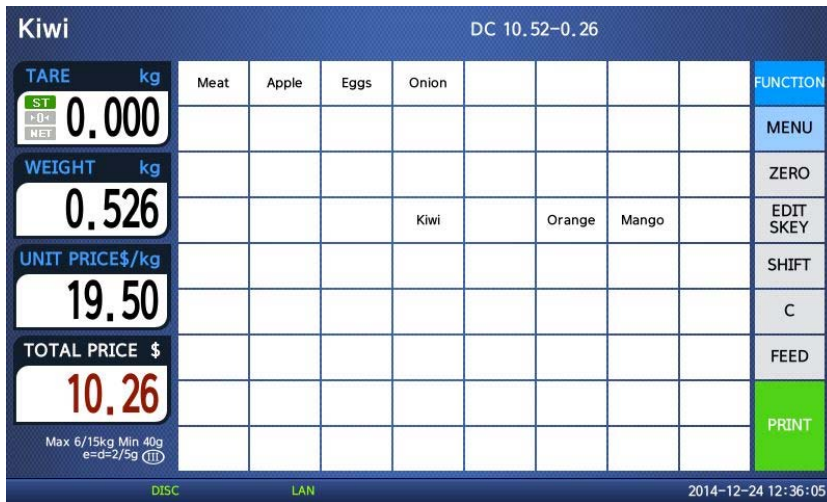 Kiwi
DC 10.52-0.26
TARE kg
ST
→0←
NET
0.000
WEIGHT kg
0.526
UNIT PRICE$/kg
19.50
TOTAL PRICE $
10.26
Max 6/15kg Min 40g
e=d=2/5g III
Meat Apple Eggs Onion
Kiwi Orange Mango
FUNCTION
MENU
ZERO
EDIT
SKEY
SHIFT
C
FEED
PRINT
DISC LAN 2014-12-24 12:36:05